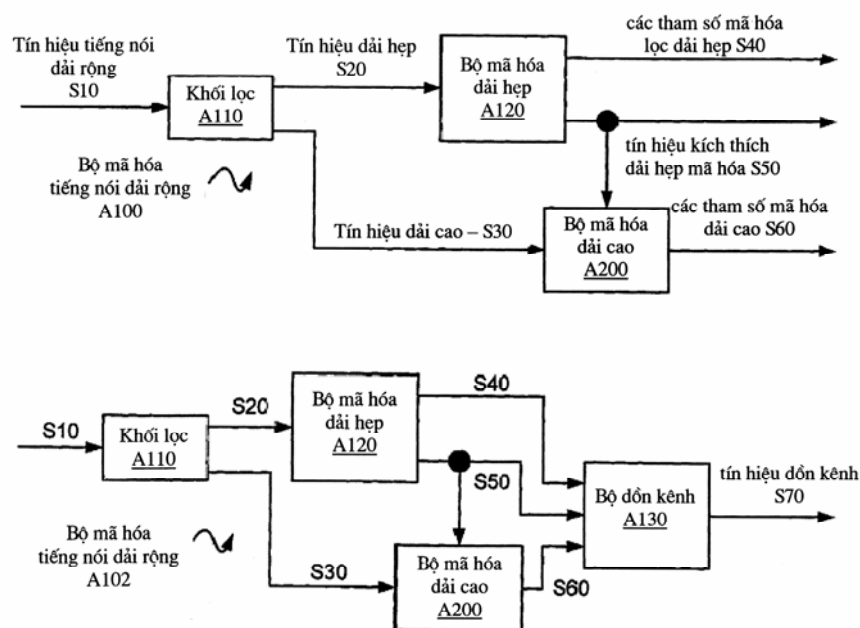 Tín hiệu tiếng nói
dải rộng
S10
Khối lọc
A110
Tín hiệu dải hẹp
S20
Bộ mã hóa
dải hẹp
A120
các tham số mã hóa
lọc dải hẹp S40
tín hiệu kích thích
dải hẹp mã hóa S50
Bộ mã hóa
tiếng nói dải rộng
A100
Tín hiệu dải cao – S30
Bộ mã hóa
dải cao
A200
các tham số mã hóa
dải cao S60
S10
Khối lọc
A110
S20
Bộ mã hóa
dải hẹp
A120
S40
S50
Bộ dồn kênh
A130
tín hiệu dồn kênh
S70
Bộ mã hóa
tiếng nói dải rộng
A102
S30
Bộ mã hóa
dải cao
A200
S60